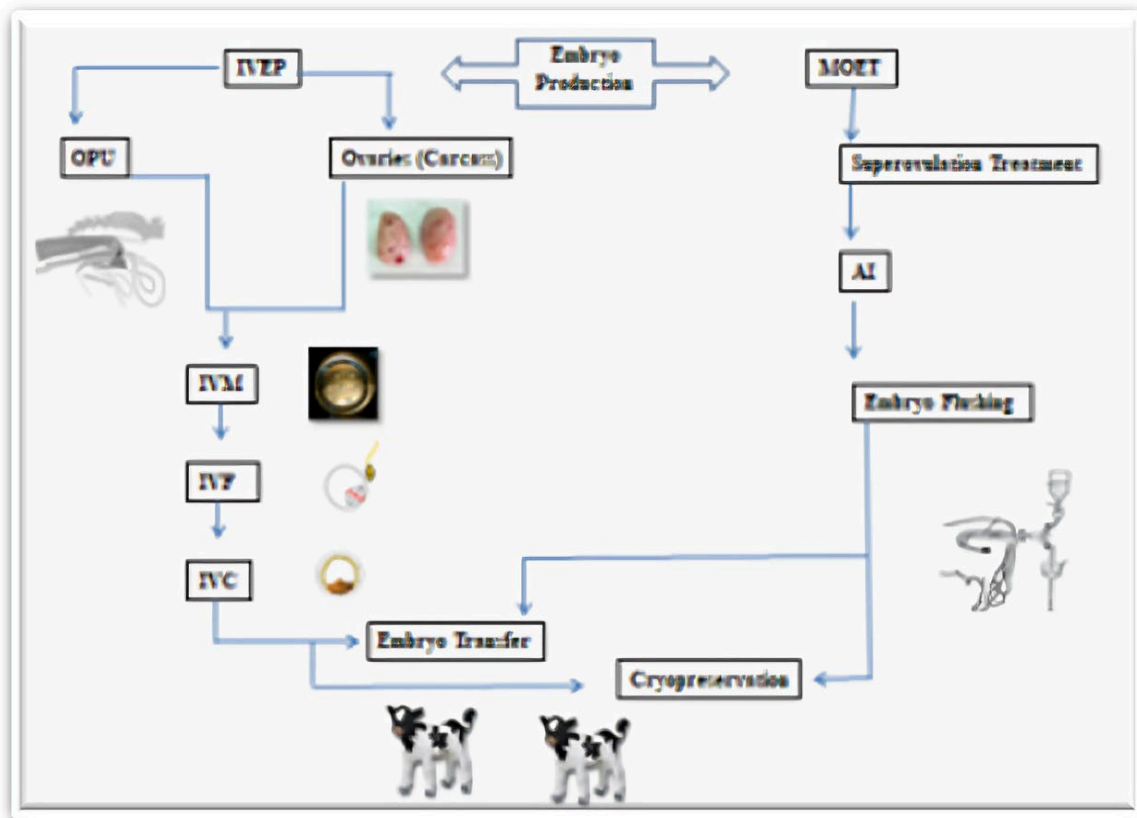 IVEP
Embryo
Production
MOET
OPU
Ovaries (Carcass)
Superovulation Treatment
AI
IVM
Embryo Flushing
IVF
IVC
Embryo Transfer
Cryopreservation